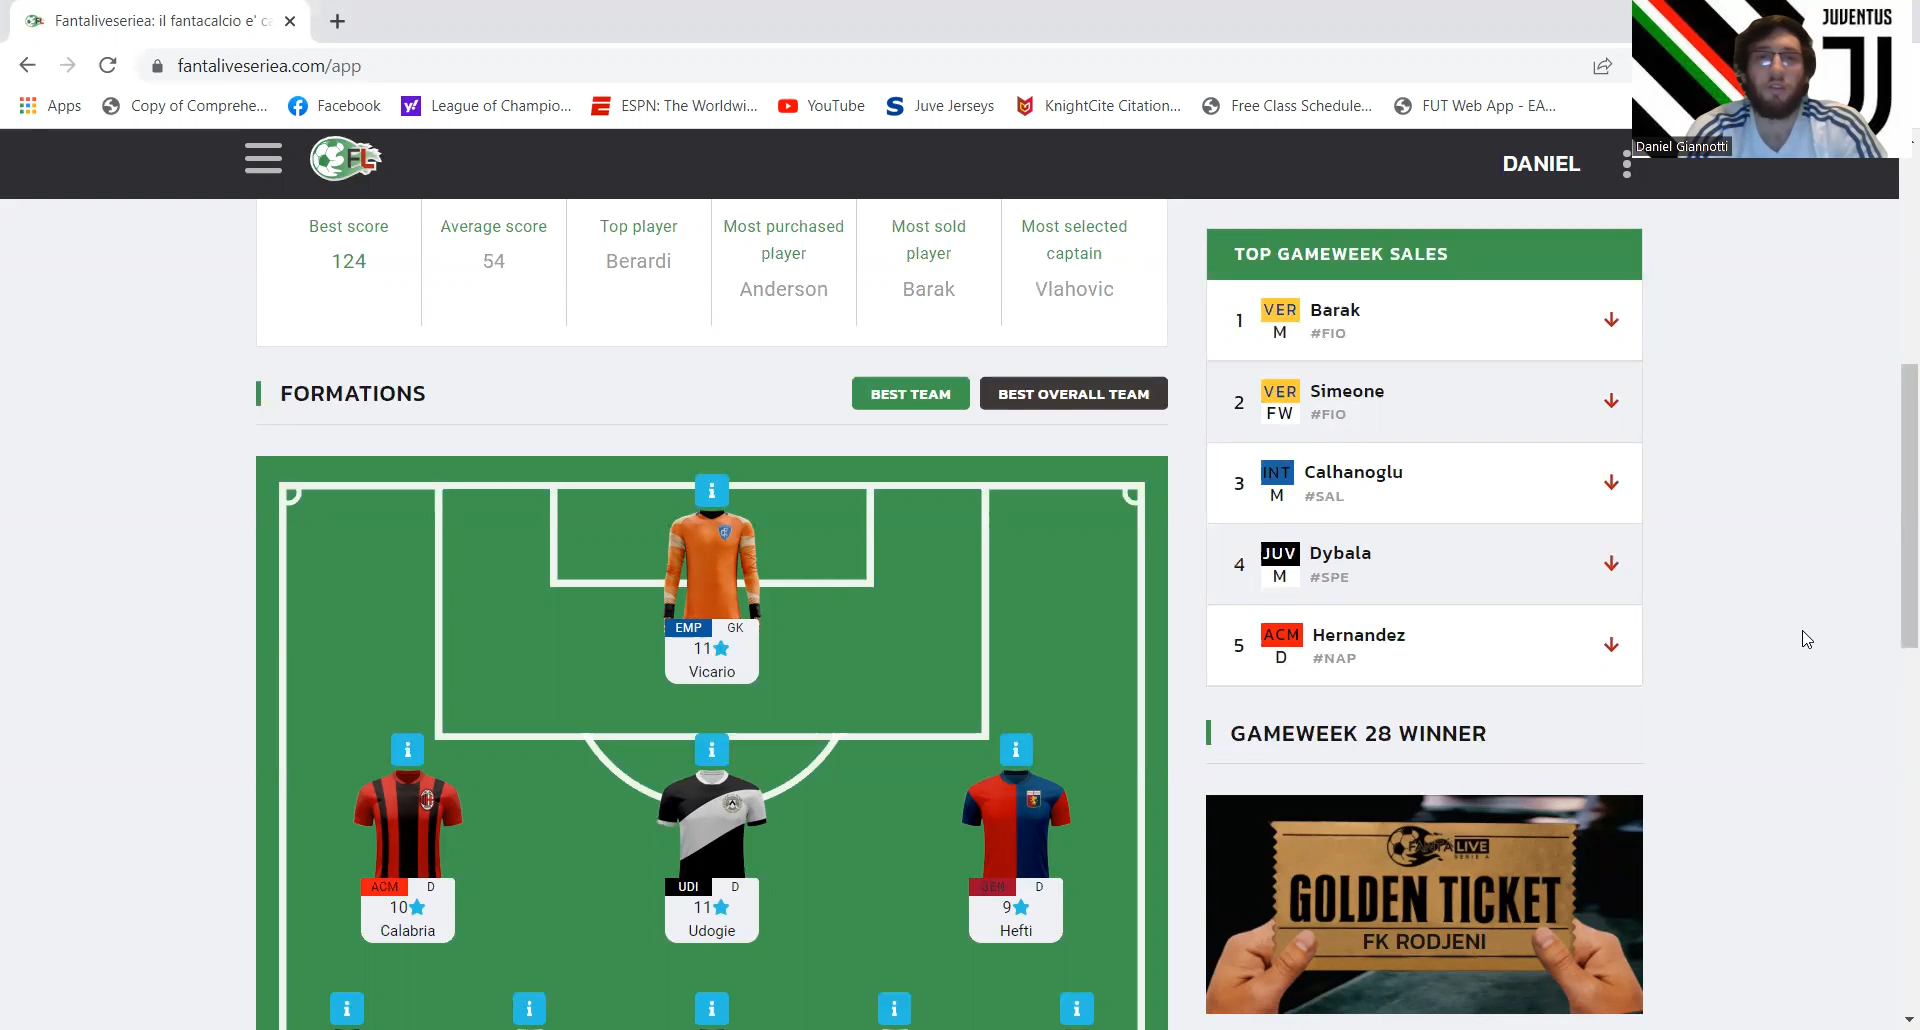 Fantaliveseriea: il fantacalcio e' c
fantaliveseriea.com/app
Apps
Copy of Comprehe...
Facebook
League of Champio...
ESPN: The Worldwi...
YouTube
Juve Jerseys
KnightCite Citation...
Free Class Schedule...
FUT Web App - EA...
JUVENTUS
Daniel Giannotti
FL
DANIEL
Best score
124
Average score
54
Top player
Berardi
Most purchased
player
Anderson
Most sold
player
Barak
Most selected
captain
Vlahovic
FORMATIONS
BEST TEAM
BEST OVERALL TEAM
EMP GK
11
Vicario
ACM D
10
Calabria
UDI D
11
Udogie
GEN D
9
Hefti
TOP GAMEWEEK SALES
1 VER Barak
M #FIO
2 VER Simeone
FW #FIO
3 INT Calhanoglu
M #SAL
4 JUV Dybala
M #SPE
5 ACM Hernandez
D #NAP
GAMEWEEK 28 WINNER
FANTALIVE
SERIE A
GOLDEN TICKET
FK RODJENI